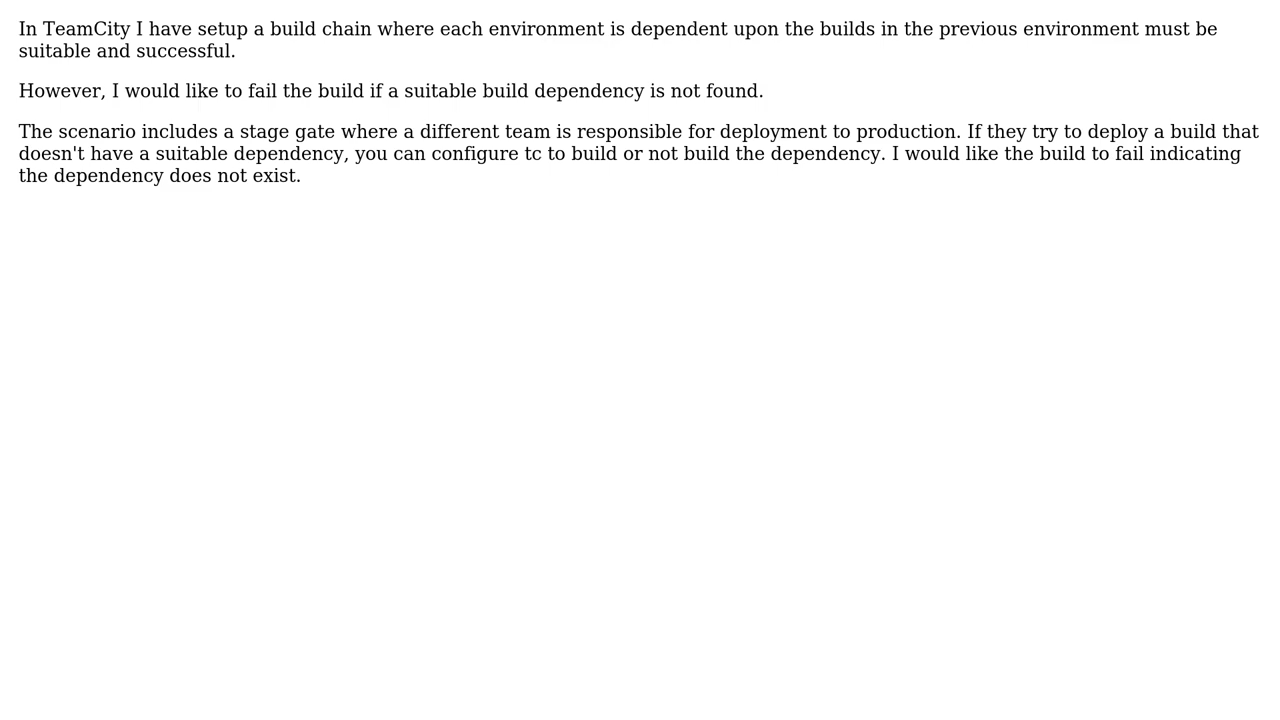 In TeamCity I have setup a build chain where each environment is dependent upon the builds in the previous environment must be
suitable and successful.
However, I would like to fail the build if a suitable build dependency is not found.
The scenario includes a stage gate where a different team is responsible for deployment to production. If they try to deploy a build that
doesn't have a suitable dependency, you can configure tc to build or not build the dependency. I would like the build to fail indicating
the dependency does not exist.